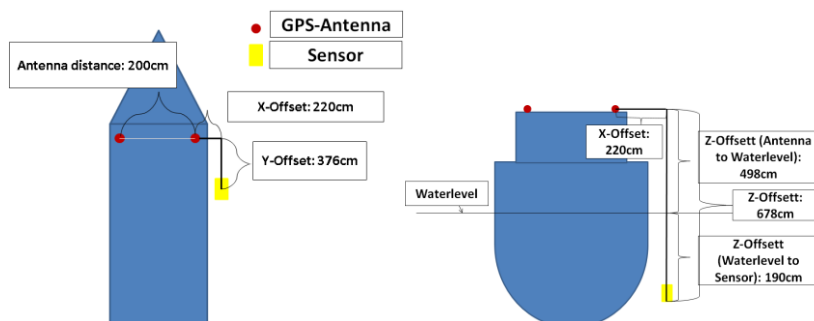 GPS-Antenna
Sensor
Antenna distance: 200cm
X-Offset: 220cm
Y-Offset: 376cm
X-Offset:
220cm
Z-Offsett (Antenna
to Waterlevel):
498cm
Waterlevel
Z-Offsett:
678cm
Z-Offsett
(Waterlevel to
Sensor): 190cm